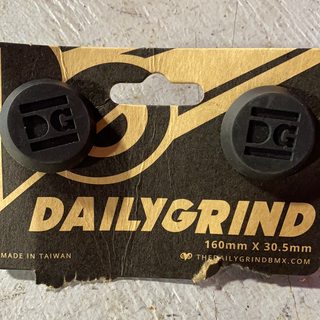 DG DG
DAILYGRIND
160mm X 30.5mm
MADE IN TAIWAN
THEDAILYGRINDBMX.COM